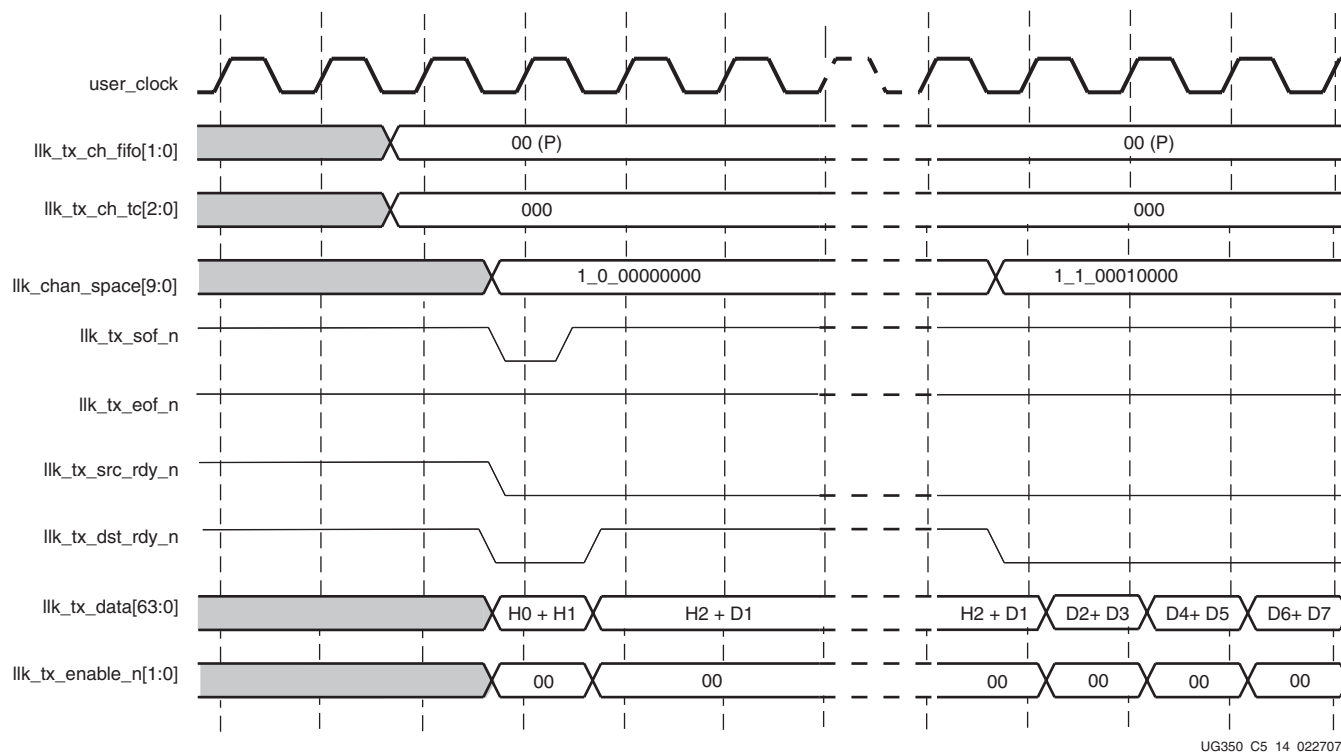 user_clock
llk_tx_ch_fifo[1:0]
00 (P)
00 (P)
llk_tx_ch_tc[2:0]
000
000
llk_chan_space[9:0]
1_0_00000000
1_1_00010000
llk_tx_sof_n
llk_tx_eof_n
llk_tx_src_rdy_n
llk_tx_dst_rdy_n
llk_tx_data[63:0]
H0 + H1
H2 + D1
H2 + D1
D2+ D3
D4+ D5
D6+ D7
llk_tx_enable_n[1:0]
00
00
00
00
00
00
UG350_C5_14_022707